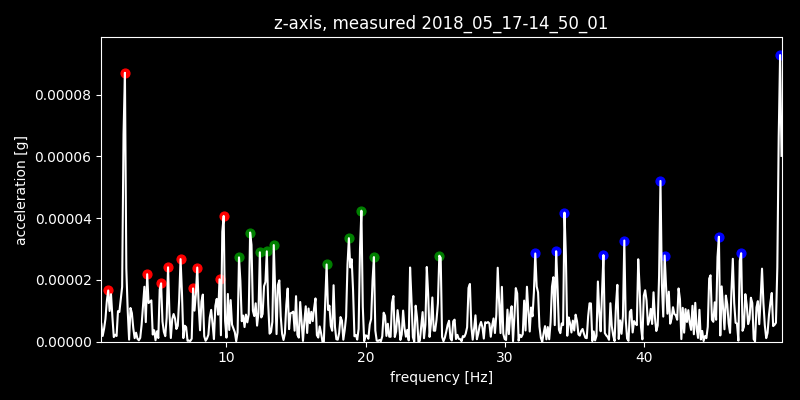 z-axis, measured 2018_05_17-14_50_01
acceleration [g]
0.00008
0.00006
0.00004
0.00002
0.00000
10 20 30 40
frequency [Hz]